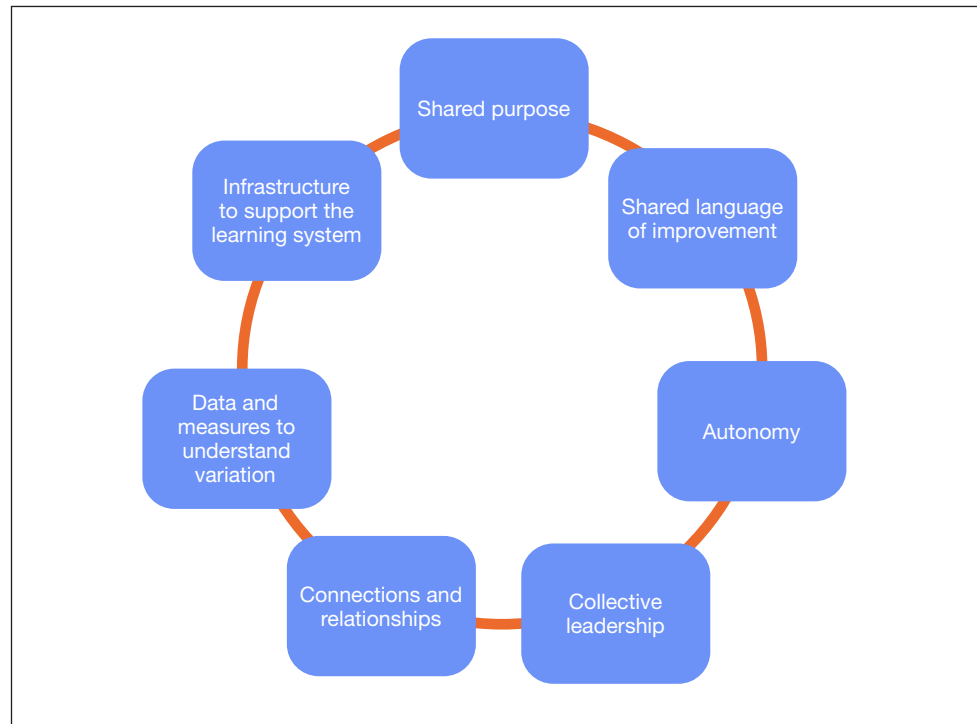 Shared purpose
Shared language
of improvement
Autonomy
Collective
leadership
Connections and
relationships
Data and
measures to
understand
variation
Infrastructure
to support the
learning system